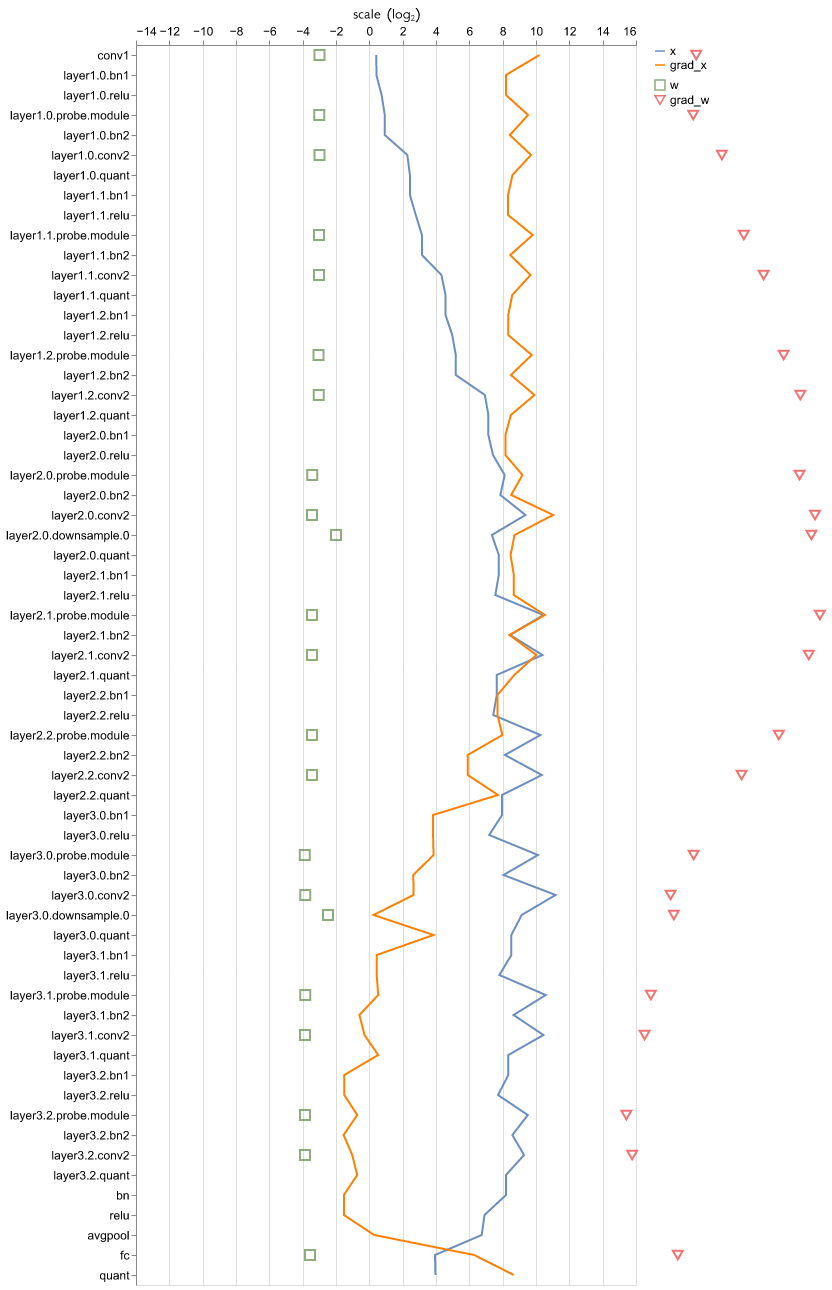 scale (log₂)
−14 −12 −10 −8 −6 −4 −2 0 2 4 6 8 10 12 14 16
conv1
layer1.0.bn1
layer1.0.relu
layer1.0.probe.module
layer1.0.bn2
layer1.0.conv2
layer1.0.quant
layer1.1.bn1
layer1.1.relu
layer1.1.probe.module
layer1.1.bn2
layer1.1.conv2
layer1.1.quant
layer1.2.bn1
layer1.2.relu
layer1.2.probe.module
layer1.2.bn2
layer1.2.conv2
layer1.2.quant
layer2.0.bn1
layer2.0.relu
layer2.0.probe.module
layer2.0.bn2
layer2.0.conv2
layer2.0.downsample.0
layer2.0.quant
layer2.1.bn1
layer2.1.relu
layer2.1.probe.module
layer2.1.bn2
layer2.1.conv2
layer2.1.quant
layer2.2.bn1
layer2.2.relu
layer2.2.probe.module
layer2.2.bn2
layer2.2.conv2
layer2.2.quant
layer3.0.bn1
layer3.0.relu
layer3.0.probe.module
layer3.0.bn2
layer3.0.conv2
layer3.0.downsample.0
layer3.0.quant
layer3.1.bn1
layer3.1.relu
layer3.1.probe.module
layer3.1.bn2
layer3.1.conv2
layer3.1.quant
layer3.2.bn1
layer3.2.relu
layer3.2.probe.module
layer3.2.bn2
layer3.2.conv2
layer3.2.quant
bn
relu
avgpool
fc
quant
x
grad_x
w
grad_w